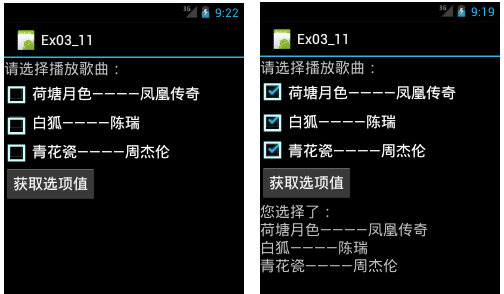 3G 9:22
Ex03_11
请选择播放歌曲：
荷塘月色————凤凰传奇
白狐————陈瑞
青花瓷————周杰伦
获取选项值
3G 9:19
Ex03_11
请选择播放歌曲：
荷塘月色————凤凰传奇
白狐————陈瑞
青花瓷————周杰伦
获取选项值
您选择了：
荷塘月色————凤凰传奇
白狐————陈瑞
青花瓷————周杰伦